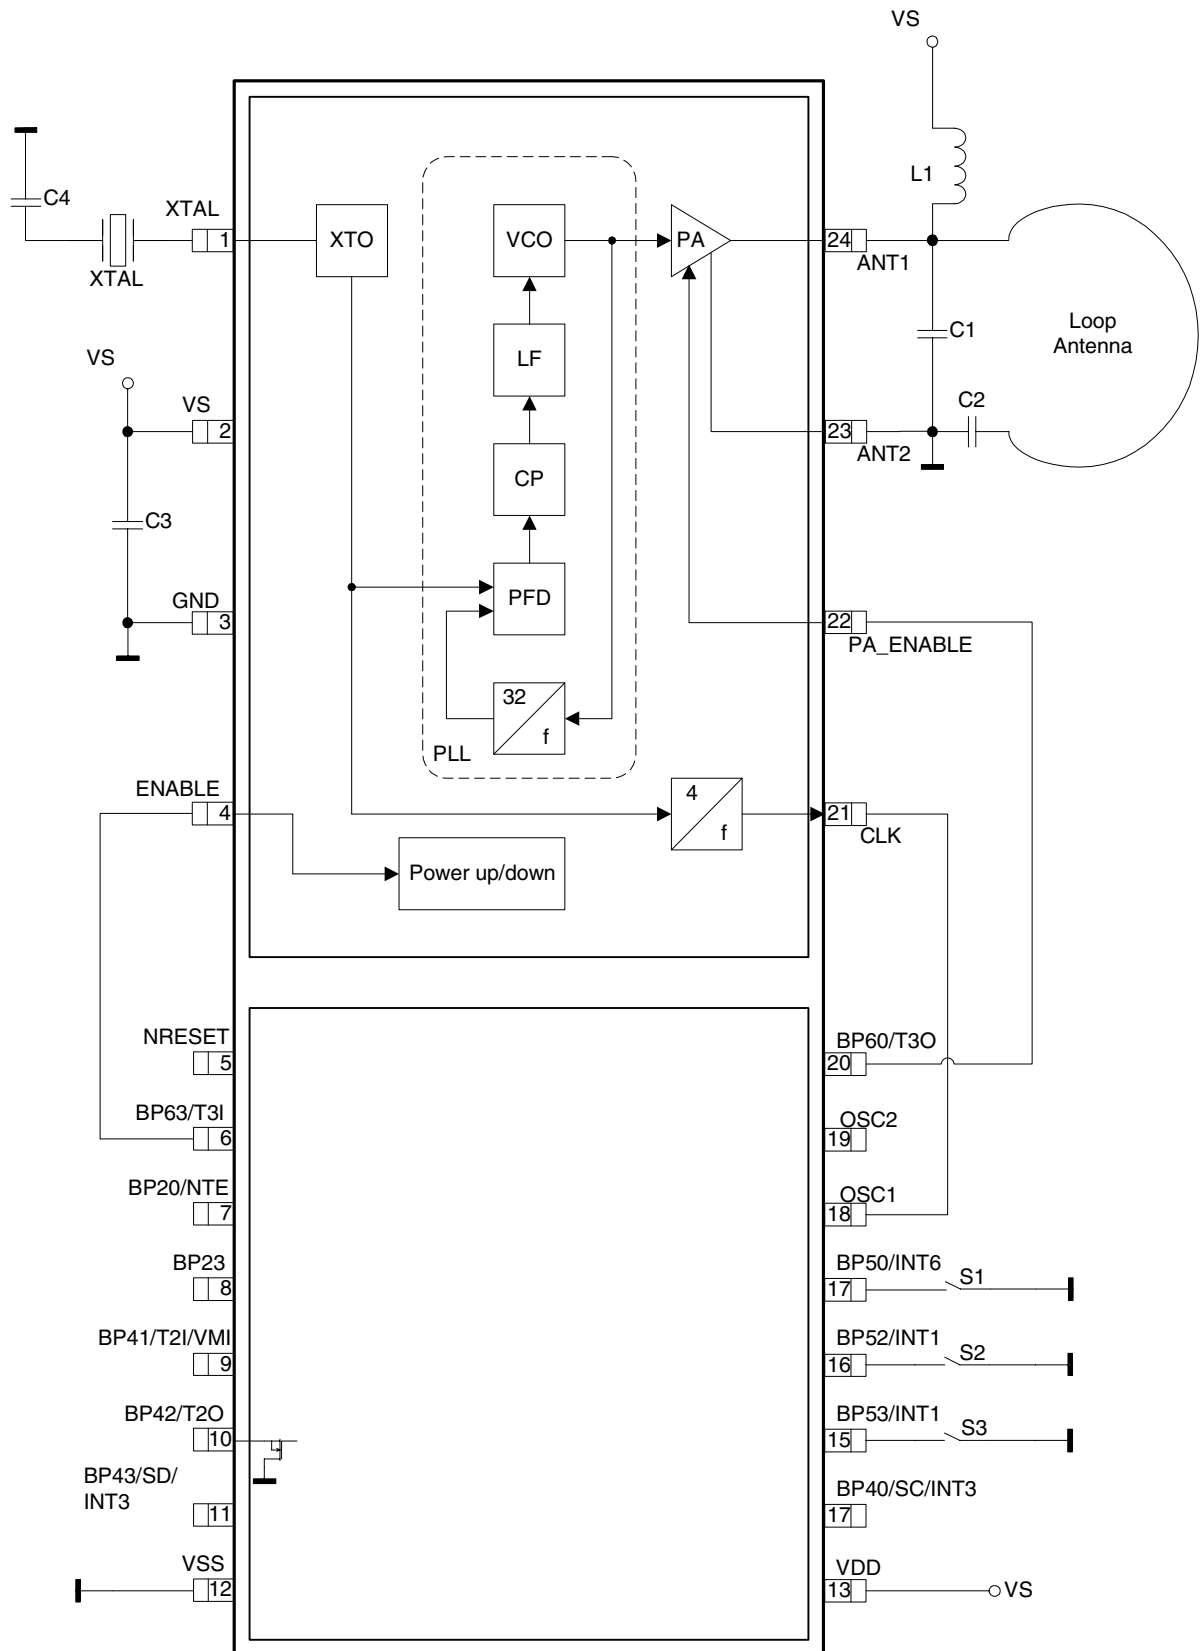 VS
L1
C4
XTAL
1
XTAL
XTO
VCO
PA
24
ANT1
C1
Loop
Antenna
VS
LF
VS
2
C2
23
ANT2
CP
C3
GND
3
PFD
22
PA_ENABLE
32
f
PLL
ENABLE
4
4
f
21
CLK
Power up/down
NRESET
5
BP60/T3O
20
BP63/T3I
6
OSC2
19
BP20/NTE
7
OSC1
18
BP23
8
BP50/INT6
17
S1
BP41/T2I/VMI
9
BP52/INT1
16
S2
BP42/T2O
10
BP53/INT1
15
S3
BP43/SD/
INT3
11
BP40/SC/INT3
17
VSS
12
VDD
13
VS